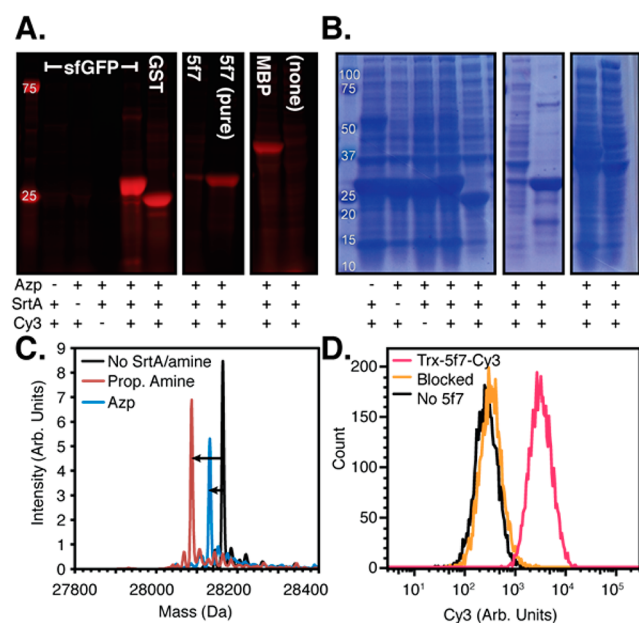 A.
B.
sfGFP
GST
5f7
5f7 (pure)
MBP
(none)
75
25
100
75
50
37
25
20
15
10
Azp - + + + + + + + +
SrtA + - + + + + + + +
Cy3 + + - + + + + + +
- + + + + + + + +
+ - + + + + + + +
+ + - + + + + + +
C.
D.
No SrtA/amine
Prop. Amine
Azp
Intensity (Arb. Units)
9
8
7
6
5
4
3
2
1
0
27800 28000 28200 28400
Mass (Da)
Trx-5f7-Cy3
Blocked
No 5f7
Count
200
150
100
50
0
10¹ 10² 10³ 10⁴ 10⁵
Cy3 (Arb. Units)